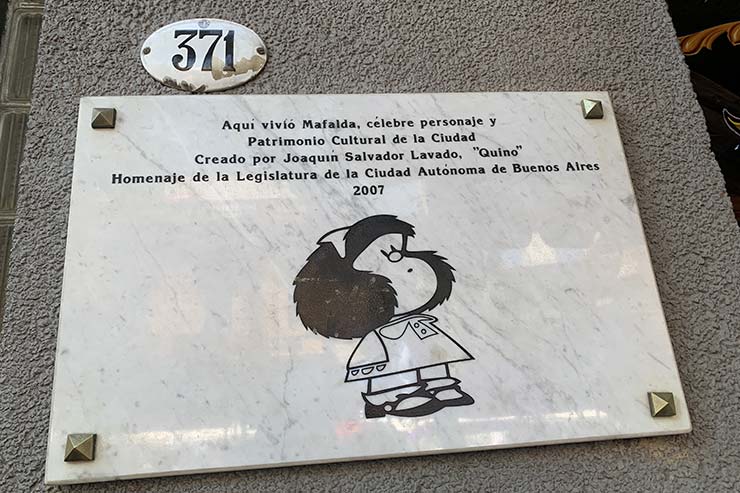 371
Aquí vivió Mafalda, célebre personaje y
Patrimonio Cultural de la Ciudad
Creado por Joaquín Salvador Lavado, "Quino"
Homenaje de la Legislatura de la Ciudad Autónoma de Buenos Aires
2007